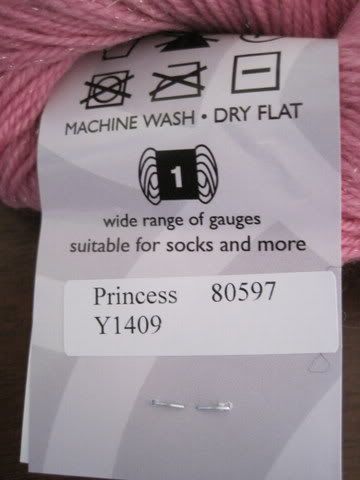 MACHINE WASH • DRY FLAT
1
wide range of gauges
suitable for socks and more
Princess 80597
Y1409